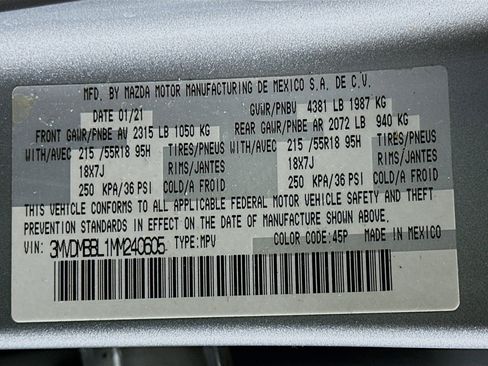 MFD. BY MAZDA MOTOR MANUFACTURING DE MEXICO S.A. DE C.V.
DATE 01/21 GVWR/PNBV 4381 LB 1987 KG
FRONT GAWR/PNBE AV 2315 LB 1050 KG REAR GAWR/PNBE AR 2072 LB 940 KG
WITH/AVEC 215 /55R18 95H TIRES/PNEUS WITH/AVEC 215 /55R18 95H TIRES/PNEUS
18X7J RIMS/JANTES 18X7J RIMS/JANTES
250 KPA/36 PSI COLD/A FROID 250 KPA/36 PSI COLD/A FROID
THIS VEHICLE CONFORMS TO ALL APPLICABLE FEDERAL MOTOR VEHICLE SAFETY AND THEFT
PREVENTION STANDARDS IN EFFECT ON THE DATE OF MANUFACTURE SHOWN ABOVE.
VIN: 3MVDMBBL1MM240605 TYPE:MPV COLOR CODE:45P MADE IN MEXICO